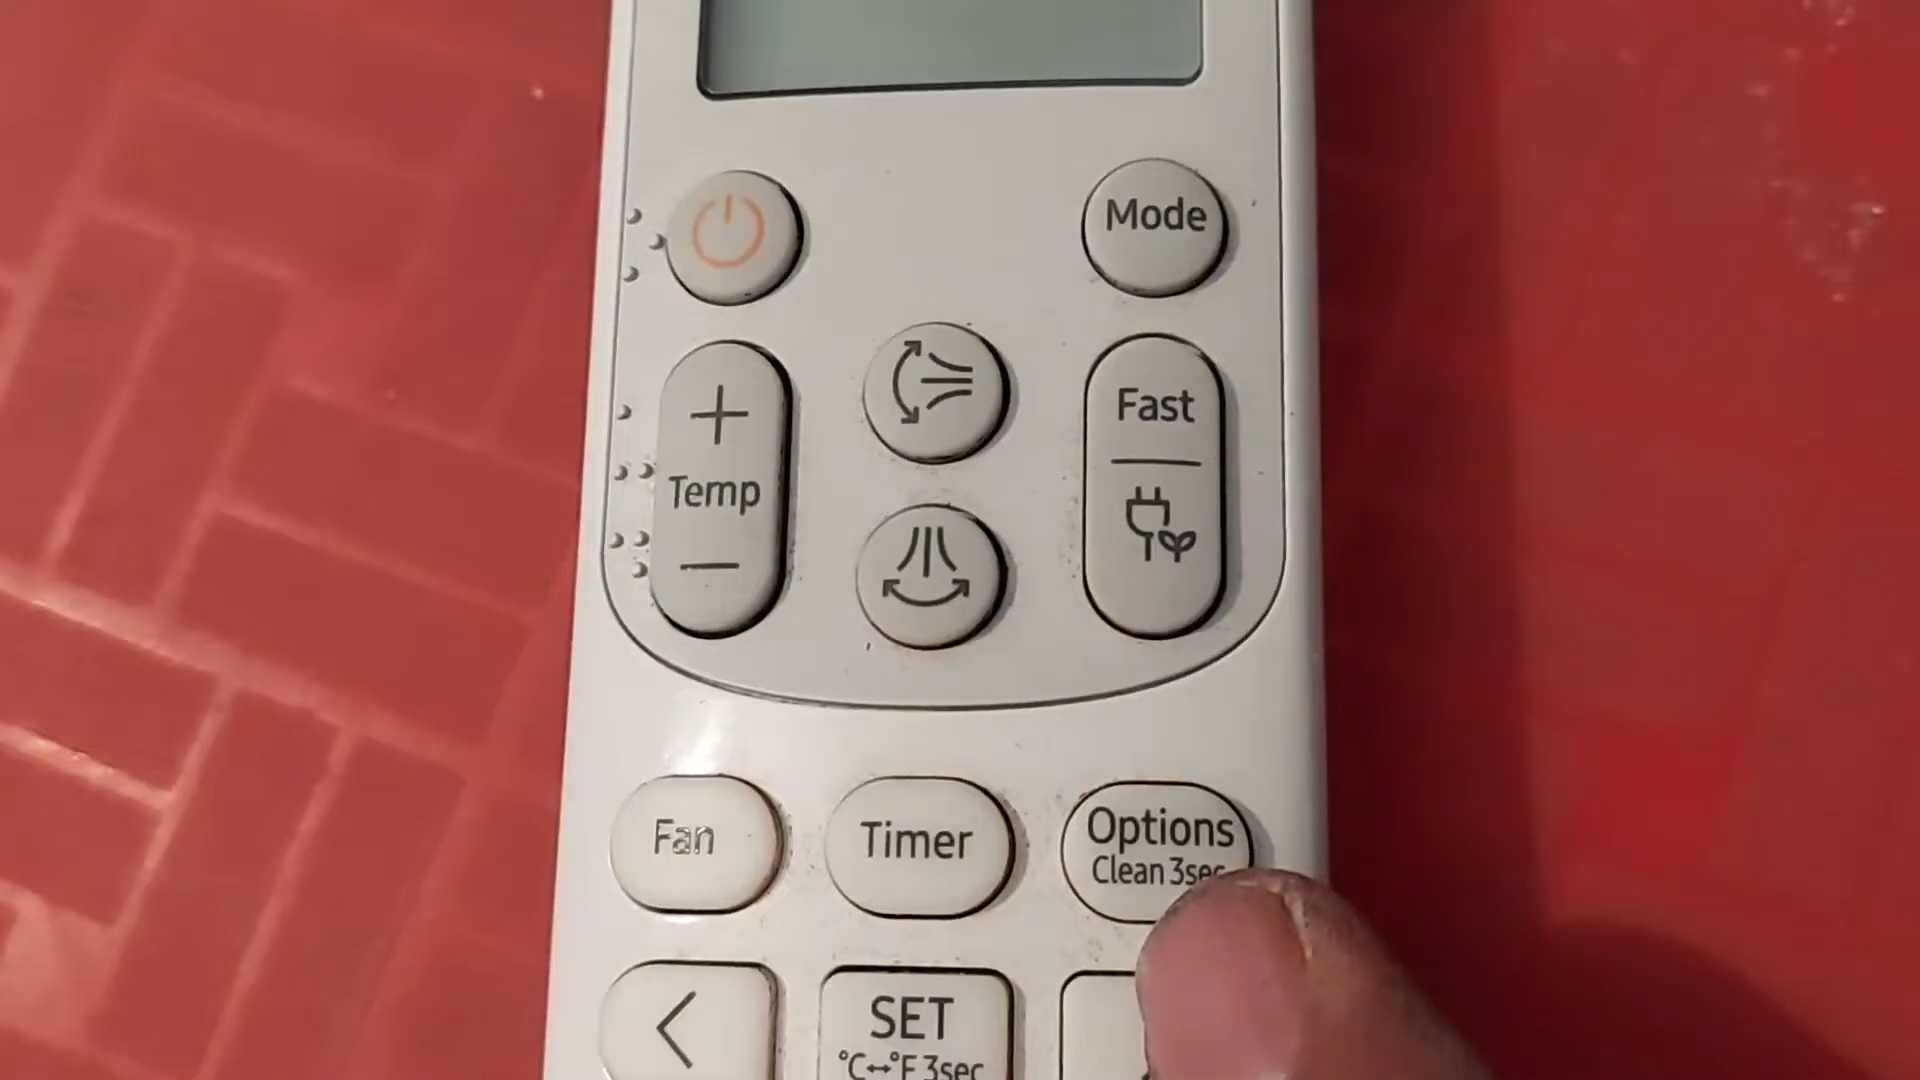 Mode
+
Fast
Temp
—
Fan
Timer
Options
Clean 3sec
<
SET
°C↔°F 3sec